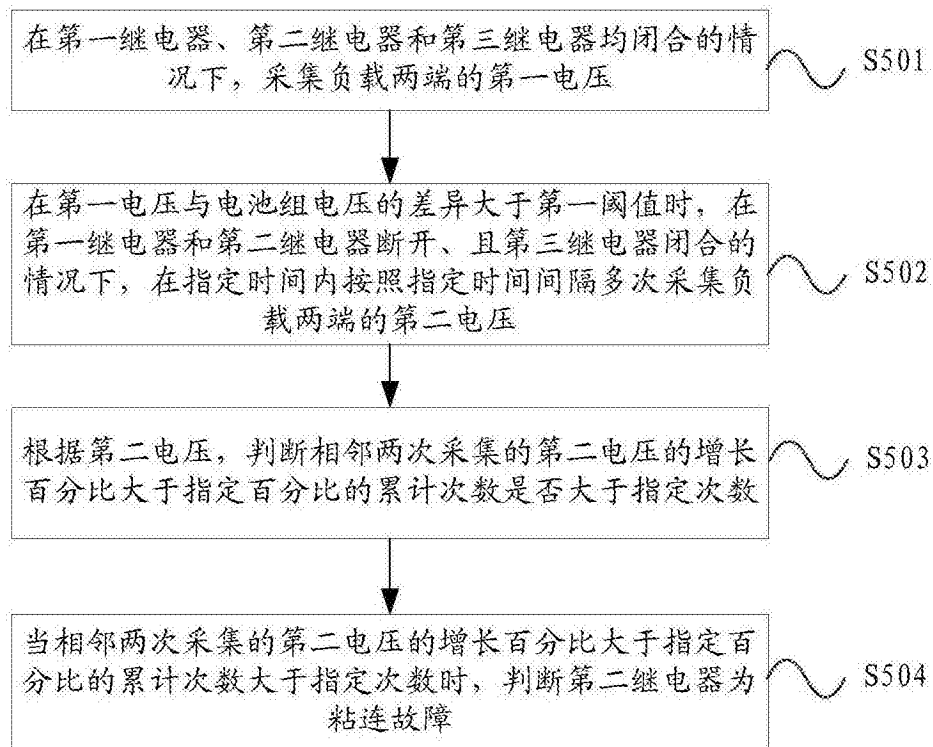 在第一继电器、第二继电器和第三继电器均闭合的情
况下，采集负载两端的第一电压
S501
在第一电压与电池组电压的差异大于第一阈值时，在
第一继电器和第二继电器断开、且第三继电器闭合的
情况下，在指定时间内按照指定时间间隔多次采集负
载两端的第二电压
S502
根据第二电压，判断相邻两次采集的第二电压的增长
百分比大于指定百分比的累计次数是否大于指定次数
S503
当相邻两次采集的第二电压的增长百分比大于指定百
分比的累计次数大于指定次数时，判断第二继电器为
粘连故障
S504